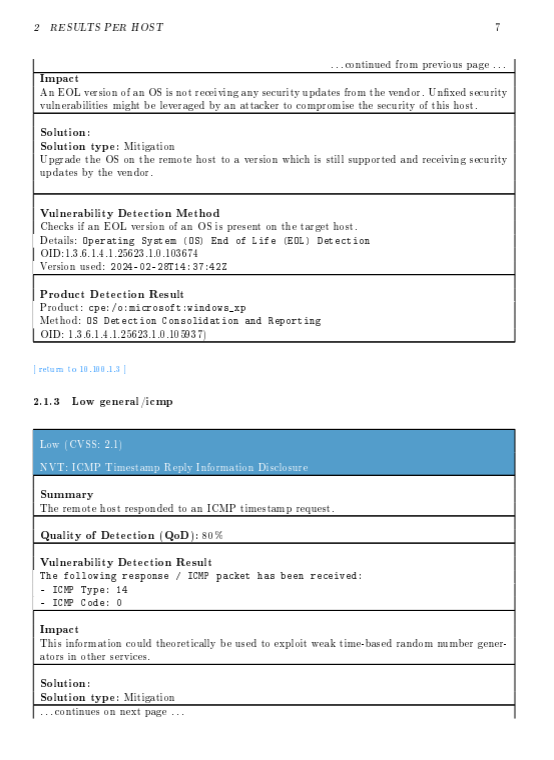 2 RESULTS PER HOST 7
...continued from previous page ...
Impact
An EOL version of an OS is not receiving any security updates from the vendor. Unfixed security
vulnerabilities might be leveraged by an attacker to compromise the security of this host.
Solution:
Solution type: Mitigation
Upgrade the OS on the remote host to a version which is still supported and receiving security
updates by the vendor.
Vulnerability Detection Method
Checks if an EOL version of an OS is present on the target host.
Details: Operating System (OS) End of Life (EOL) Detection
OID:1.3.6.1.4.1.25623.1.0.103674
Version used: 2024-02-28T14:37:42Z
Product Detection Result
Product: cpe:/o:microsoft:windows_xp
Method: OS Detection Consolidation and Reporting
OID: 1.3.6.1.4.1.25623.1.0.105937)
[ return to 10.100.1.3 ]
2.1.3 Low general/icmp
Low (CVSS: 2.1)
NVT: ICMP Timestamp Reply Information Disclosure
Summary
The remote host responded to an ICMP timestamp request.
Quality of Detection (QoD): 80%
Vulnerability Detection Result
The following response / ICMP packet has been received:
- ICMP Type: 14
- ICMP Code: 0
Impact
This information could theoretically be used to exploit weak time-based random number gener-
ators in other services.
Solution:
Solution type: Mitigation
...continues on next page ...